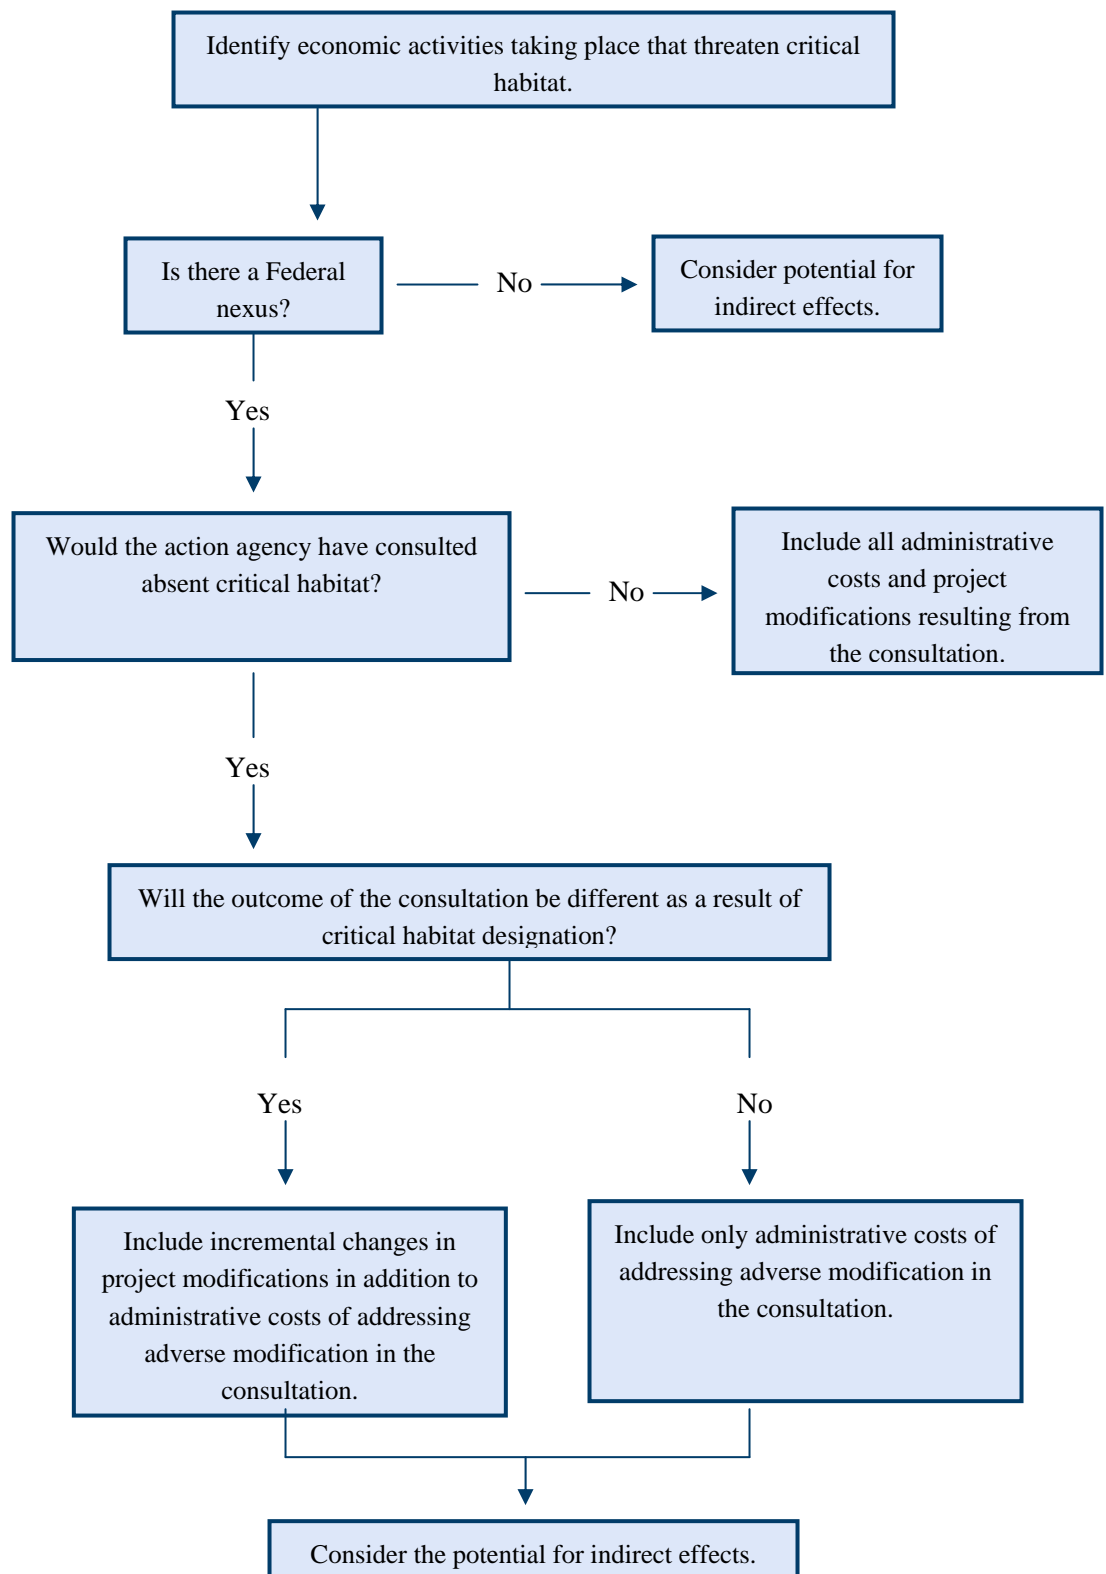 Identify economic activities taking place that threaten critical
habitat.
Is there a Federal
nexus?
No
Consider potential for
indirect effects.
Yes
Would the action agency have consulted
absent critical habitat?
No
Include all administrative
costs and project
modifications resulting from
the consultation.
Yes
Will the outcome of the consultation be different as a result of
critical habitat designation?
Yes
No
Include incremental changes in
project modifications in addition to
administrative costs of addressing
adverse modification in the
consultation.
Include only administrative costs of
addressing adverse modification in
the consultation.
Consider the potential for indirect effects.